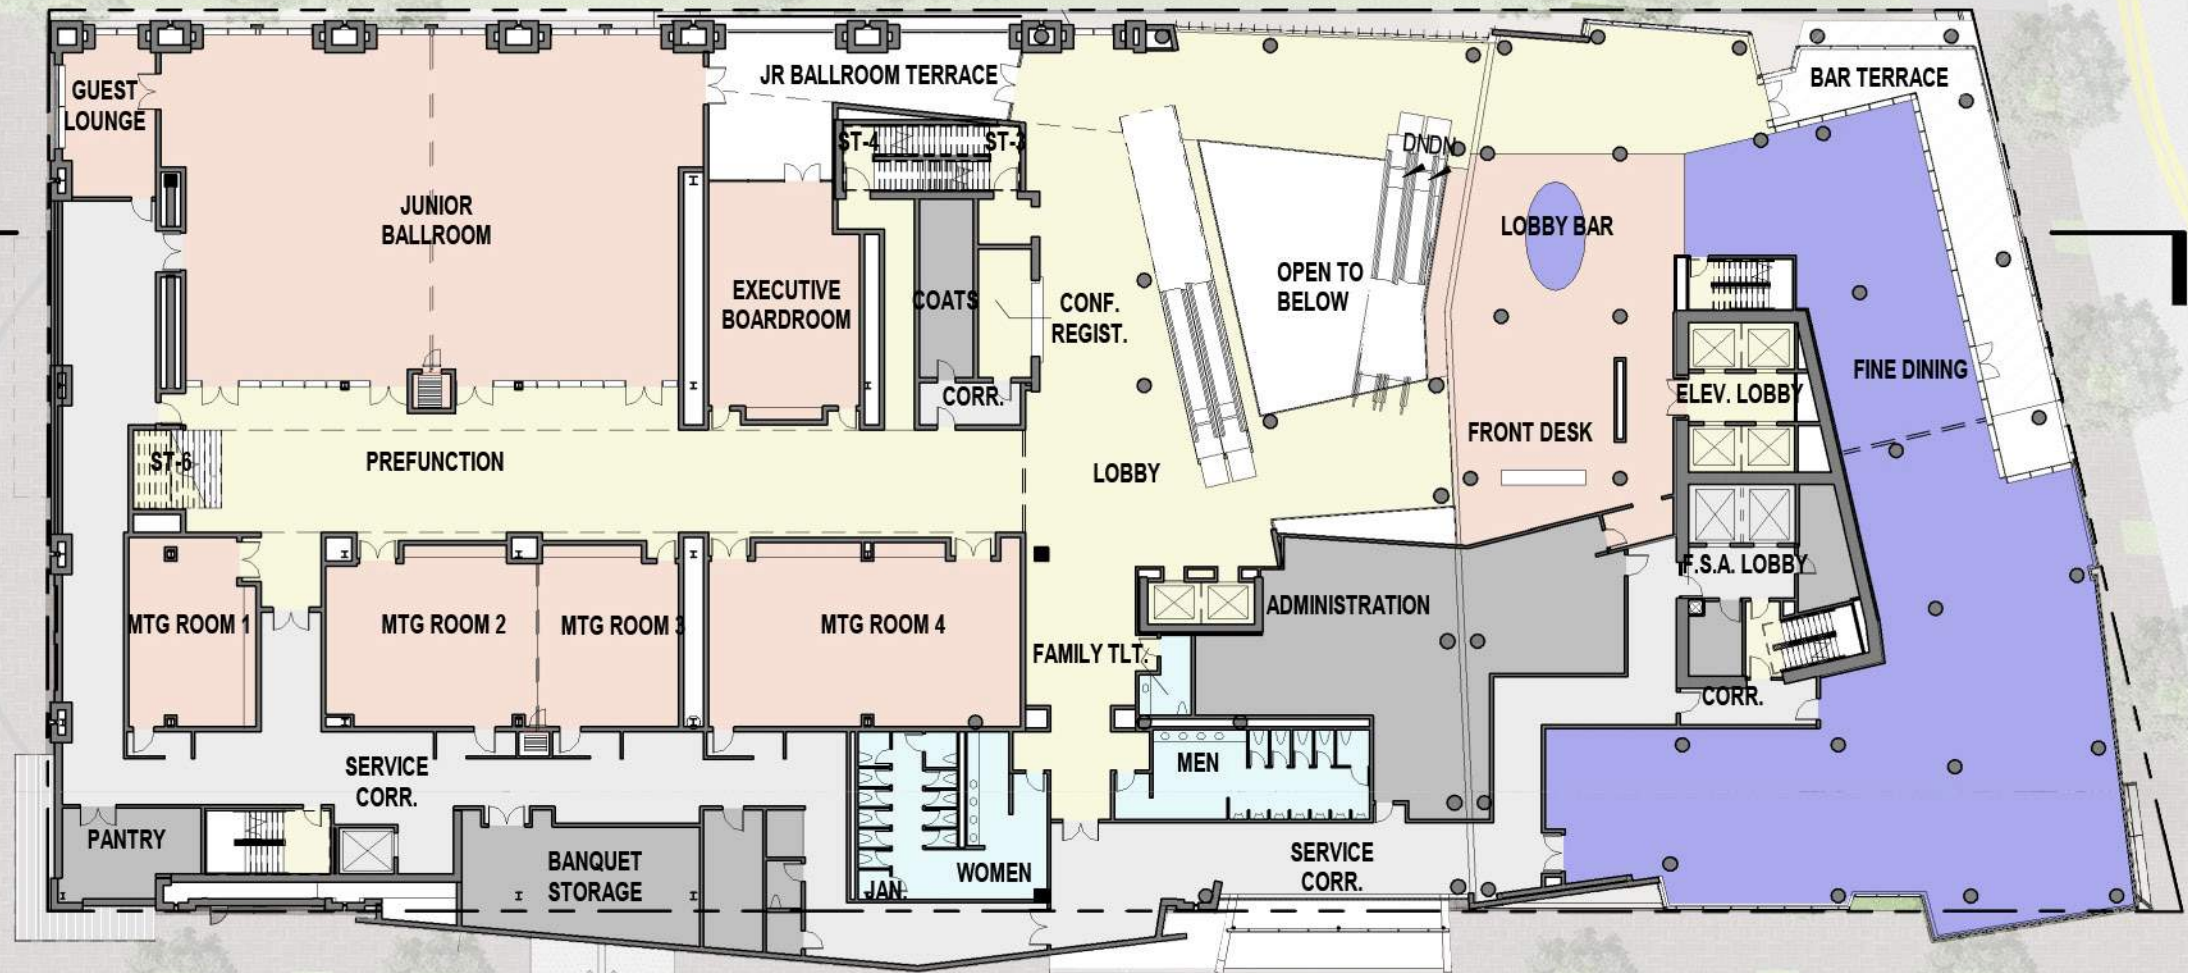 GUEST
LOUNGE
JR BALLROOM TERRACE
BAR TERRACE
ST-4
ST-3
DN
DN
JUNIOR
BALLROOM
LOBBY BAR
EXECUTIVE
BOARDROOM
COATS
CONF.
REGIST.
OPEN TO
BELOW
FINE DINING
CORR.
ELEV. LOBBY
FRONT DESK
ST-6
PREFUNCTION
LOBBY
F.S.A. LOBBY
MTG ROOM 1
MTG ROOM 2
MTG ROOM 3
MTG ROOM 4
ADMINISTRATION
FAMILY TLT.
CORR.
SERVICE
CORR.
MEN
PANTRY
BANQUET
STORAGE
JAN.
WOMEN
SERVICE
CORR.